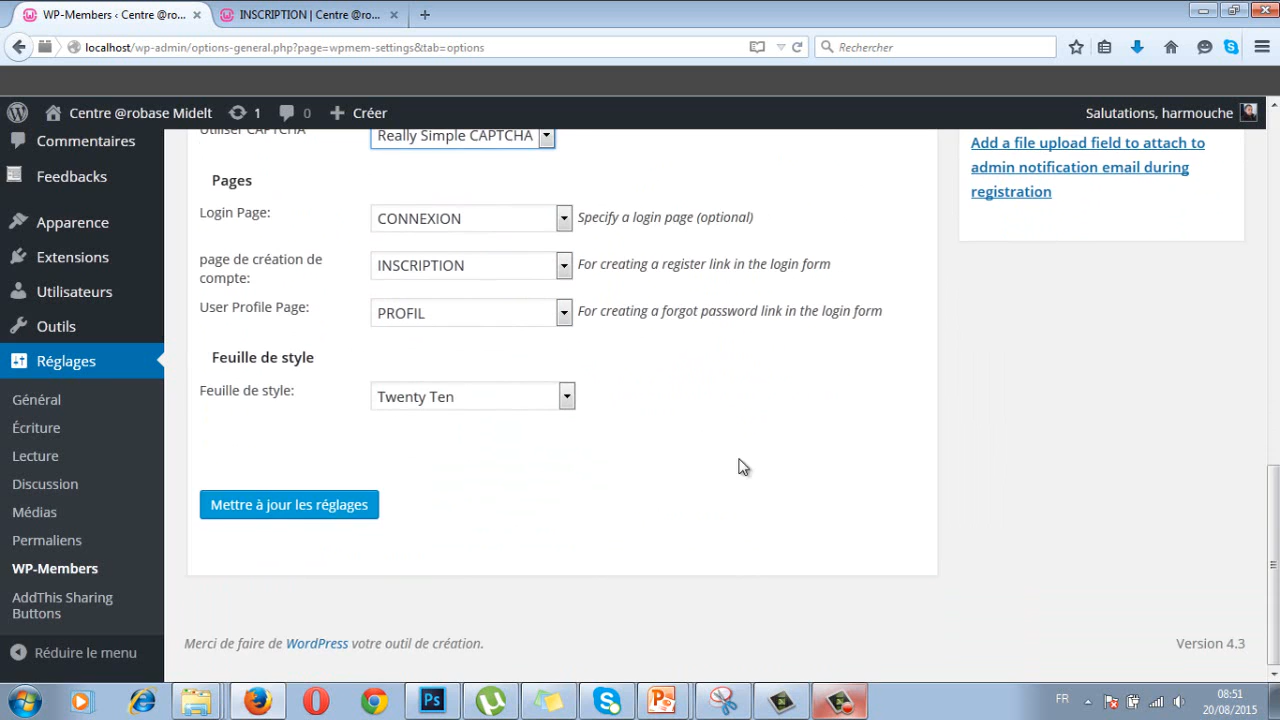 WP-Members ‹ Centre @ro...
INSCRIPTION | Centre @ro...
localhost/wp-admin/options-general.php?page=wpmem-settings&tab=options
Rechercher
Centre @robase Midelt
1
0
Créer
Salutations, harmouche
Commentaires
Feedbacks
Apparence
Extensions
Utilisateurs
Outils
Réglages
Général
Écriture
Lecture
Discussion
Médias
Permaliens
WP-Members
AddThis Sharing
Buttons
Réduire le menu
Utiliser CAPTCHA
Really Simple CAPTCHA
Pages
Login Page:
CONNEXION
Specify a login page (optional)
page de création de
compte:
INSCRIPTION
For creating a register link in the login form
User Profile Page:
PROFIL
For creating a forgot password link in the login form
Feuille de style
Feuille de style:
Twenty Ten
Mettre à jour les réglages
Add a file upload field to attach to
admin notification email during
registration
Merci de faire de WordPress votre outil de création.
Version 4.3
Ps
FR
08:51
20/08/2015